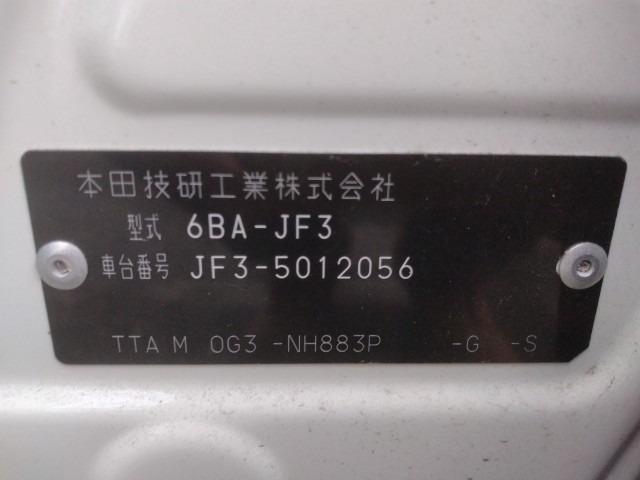 本田技研工業株式会社
型式 6BA-JF3
車台番号 JF3-5012056
TTA M 0G3 -NH883P -G -S